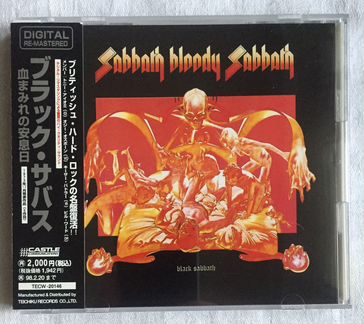 DIGITAL
RE-MASTERED
ブラック・サバス
血まみれの安息日
ブリティッシュ・ハード・ロックの名盤復活!!
CASTLE
2,000円(税込)
(税抜価格 1,942円)
98.2.20まで
TECW-20146
Manufactured & Distributed by
TEICHIKU RECORDS CO.,LTD.
Sabbath bloody Sabbath
black sabbath